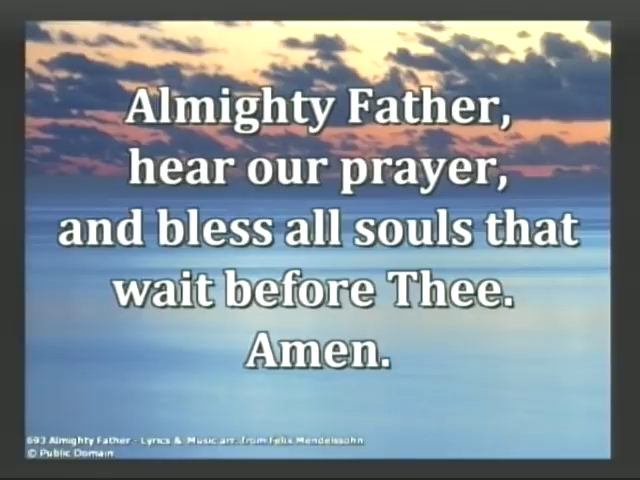 Almighty Father,
hear our prayer,
and bless all souls that
wait before Thee.
Amen.
693 Almighty Father - Lyrics & Music arr. from Felix Mendelssohn
© Public Domain